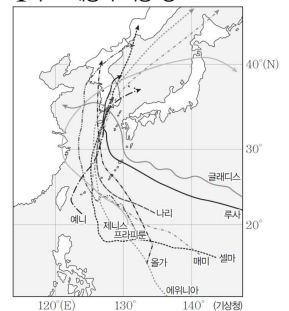 40°(N)
30°
글래디스
나리
루사
예니
제니스
프라피룬
20°
올가
매미
셀마
에위니아
120°(E)
130°
140°
(기상청)